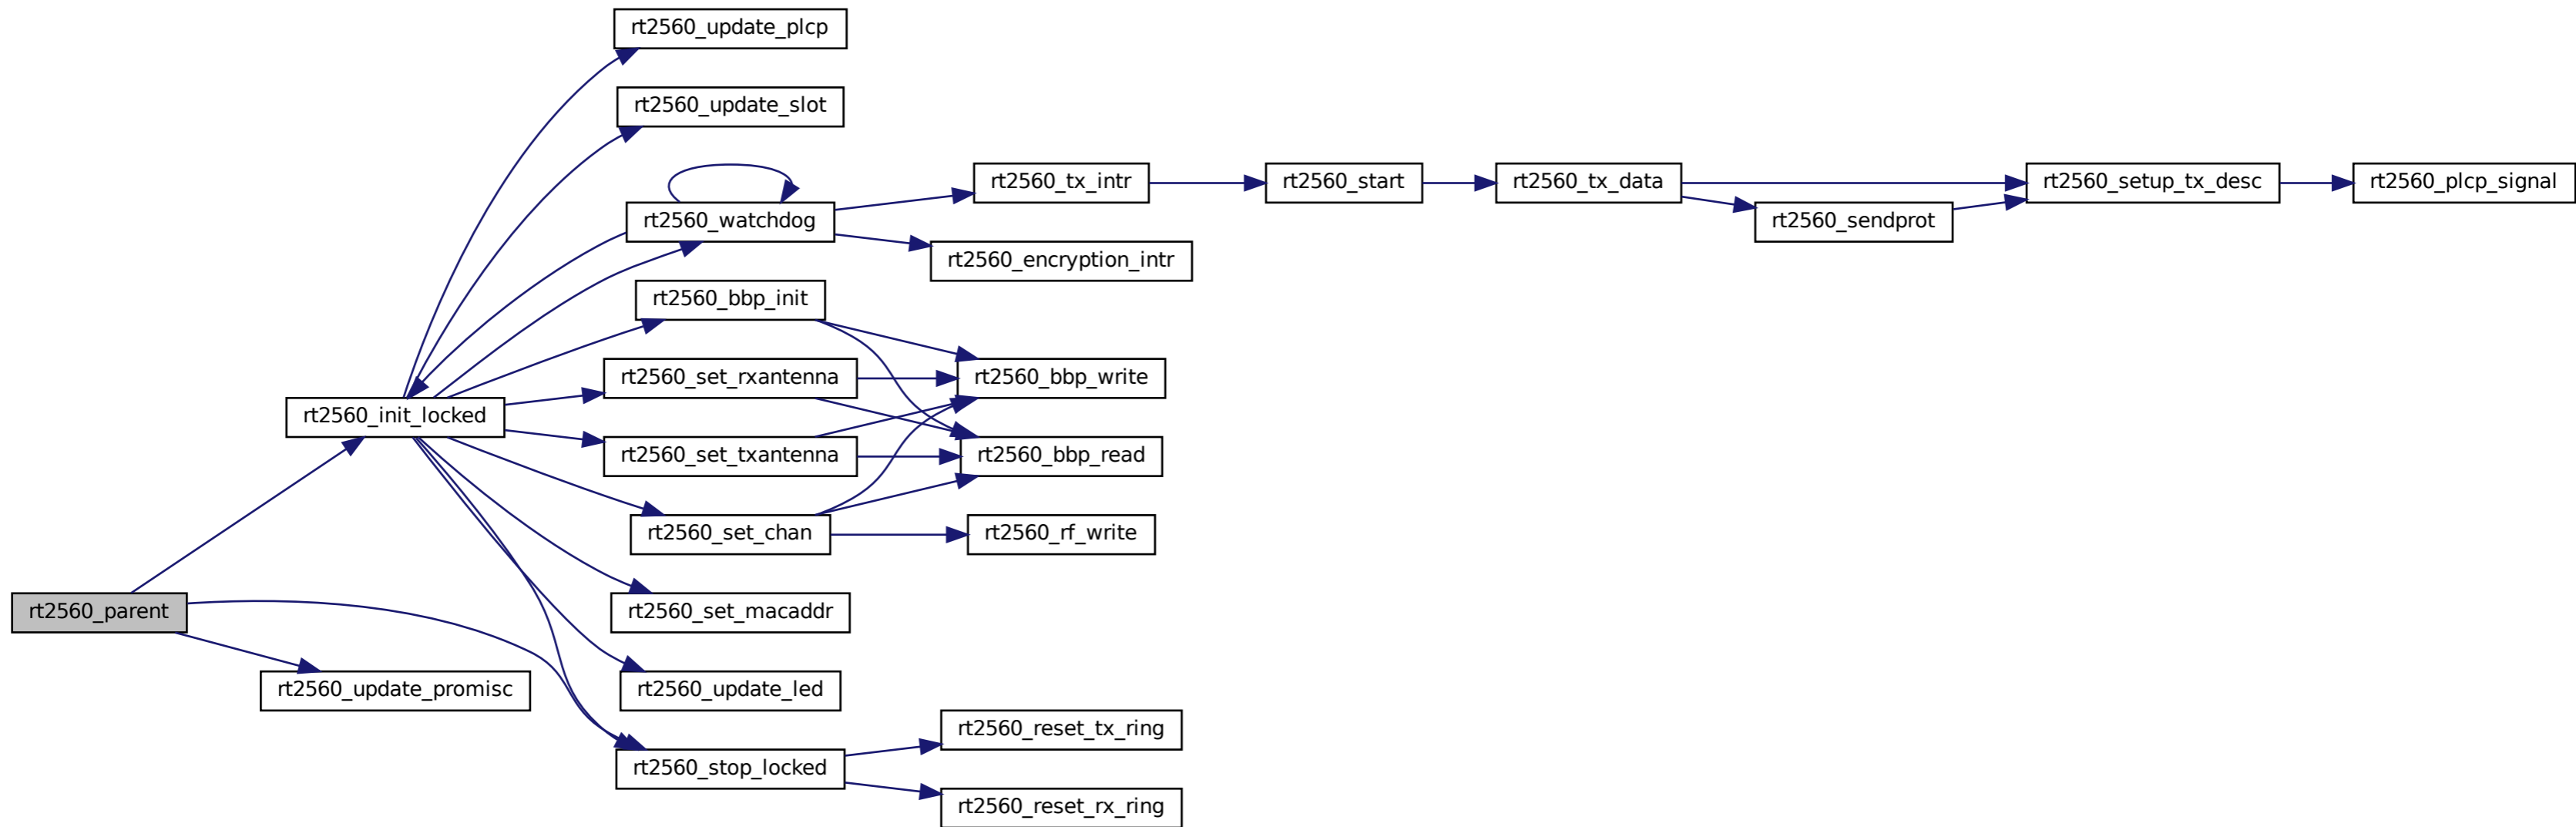 rt2560_update_plcp
rt2560_update_slot
rt2560_tx_intr
rt2560_start
rt2560_tx_data
rt2560_setup_tx_desc
rt2560_plcp_signal
rt2560_watchdog
rt2560_sendprot
rt2560_encryption_intr
rt2560_bbp_init
rt2560_set_rxantenna
rt2560_bbp_write
rt2560_init_locked
rt2560_set_txantenna
rt2560_bbp_read
rt2560_set_chan
rt2560_rf_write
rt2560_parent
rt2560_set_macaddr
rt2560_update_promisc
rt2560_update_led
rt2560_reset_tx_ring
rt2560_stop_locked
rt2560_reset_rx_ring